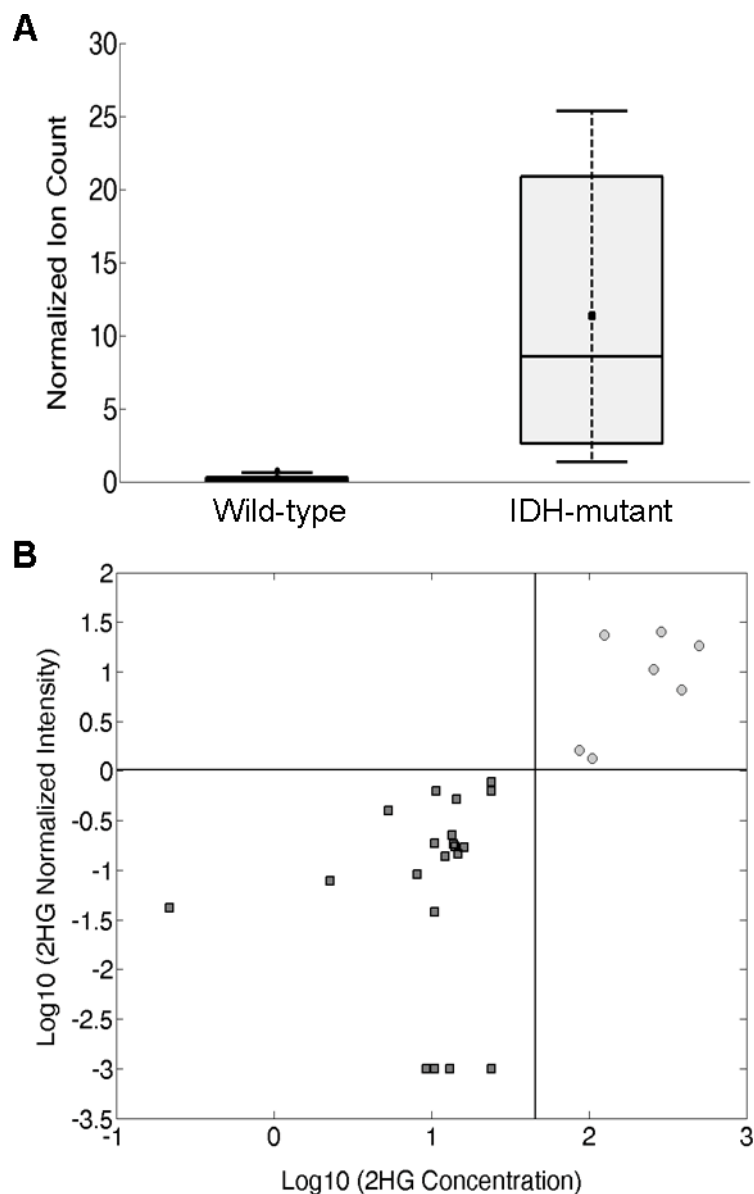 A
30
25
20
15
10
5
0
Normalized Ion Count
Wild-type
IDH-mutant
B
2
1.5
1
0.5
0
-0.5
-1
-1.5
-2
-2.5
-3
-3.5
Log10 (2HG Normalized Intensity)
-1 0 1 2 3
Log10 (2HG Concentration)